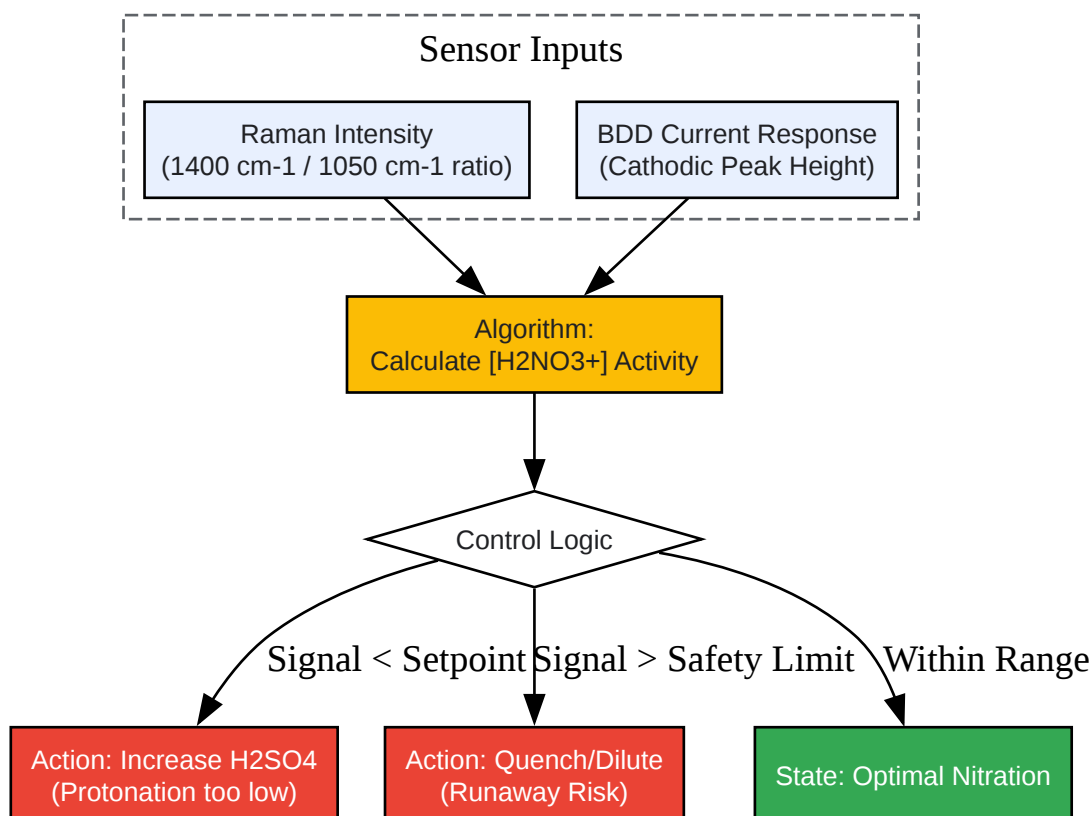 Sensor Inputs
Raman Intensity
(1400 cm-1 / 1050 cm-1 ratio)
BDD Current Response
(Cathodic Peak Height)
Algorithm:
Calculate [H2NO3+] Activity
Control Logic
Signal < Setpoint
Signal > Safety Limit
Within Range
Action: Increase H2SO4
(Protonation too low)
Action: Quench/Dilute
(Runaway Risk)
State: Optimal Nitration